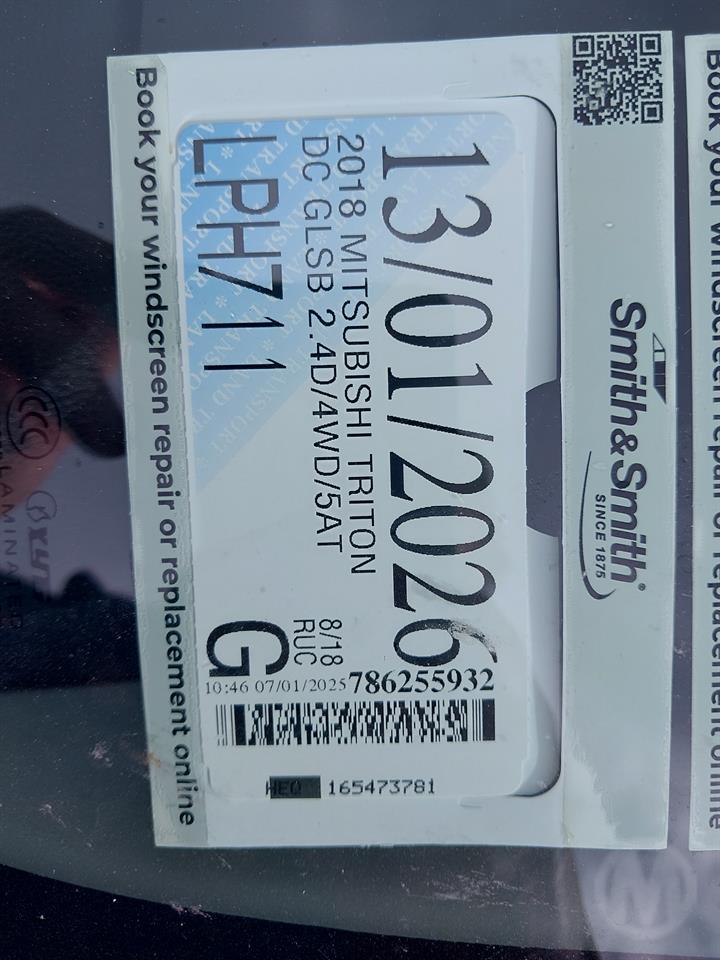 Smith&Smith®
SINCE 1875
13/01/2026
2018 MITSUBISHI TRITON
8/18
DC GLSB 2.4D/4WD/5AT
RUC
LPH711
G
786255932
10:46 07/01/2025
HEO 165473781
Book your windscreen repair or replacement online